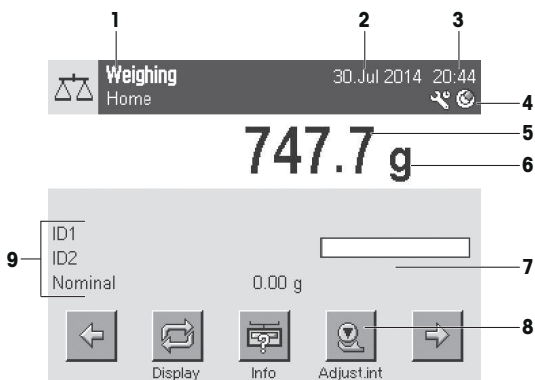 1 2 3
Weighing 30.Jul 2014 20:44
Home
4
747.7 g
5
6
ID1
ID2
9
7
Nominal 0.00 g
8
Display Info Adjust.int